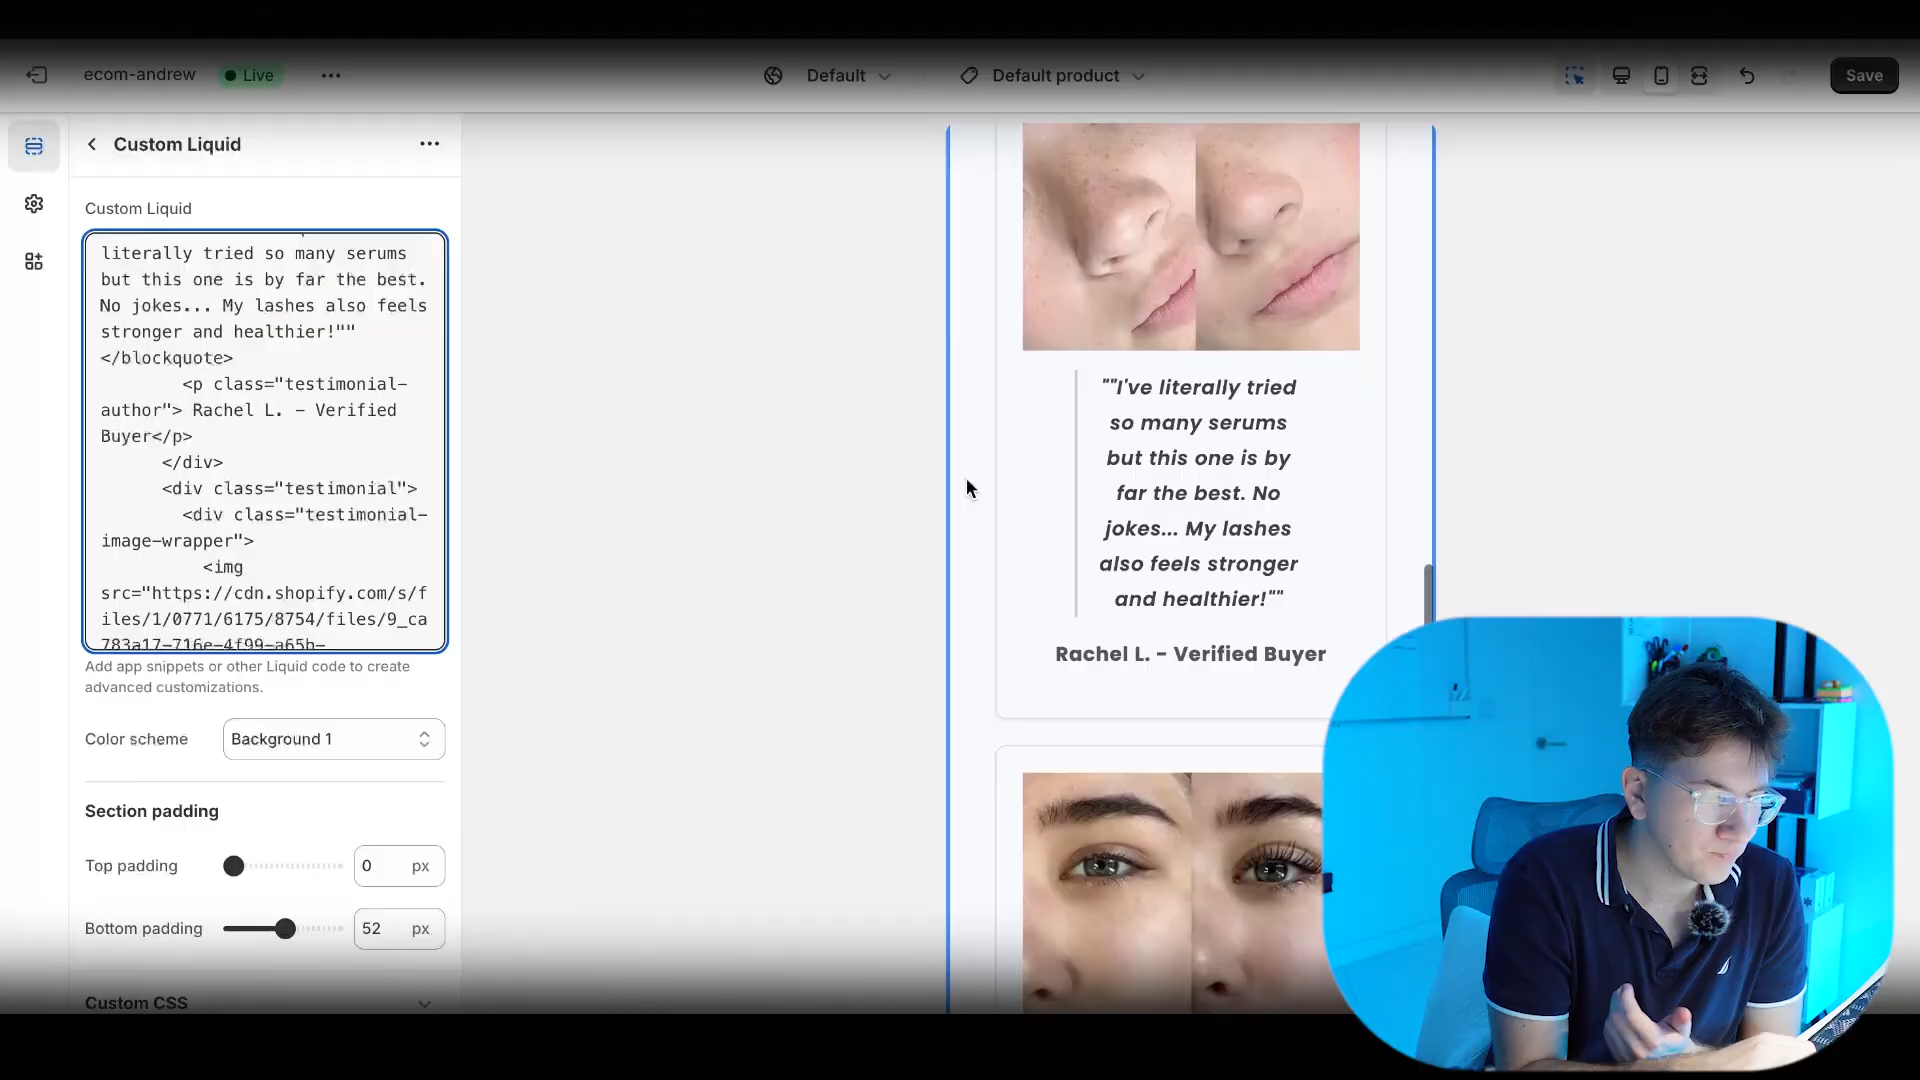 ecom-andrew
Live
Default
Default product
Save
Custom Liquid
Custom Liquid
literally tried so many serums
but this one is by far the best.
No jokes... My lashes also feels
stronger and healthier!""
</blockquote>
<p class="testimonial-
author"> Rachel L. - Verified
Buyer</p>
</div>
<div class="testimonial">
<div class="testimonial-
image-wrapper">
<img
src="https://cdn.shopify.com/s/f
iles/1/0771/6175/8754/files/9_ca
783a17-716e-4f99-a65h-
Add app snippets or other Liquid code to create
advanced customizations.
Color scheme
Background 1
Section padding
Top padding
0 px
Bottom padding
52 px
Custom CSS
""I've literally tried
so many serums
but this one is by
far the best. No
jokes... My lashes
also feels stronger
and healthier!""
Rachel L. - Verified Buyer